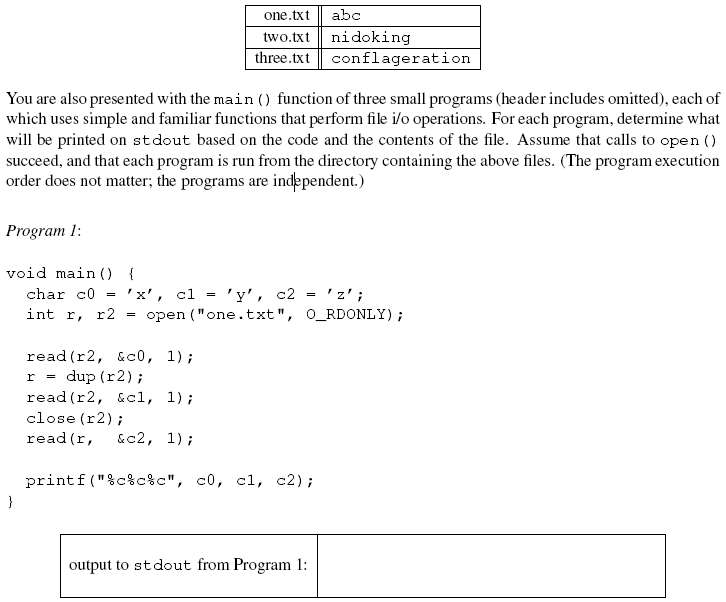 one.txt abc
two.txt nidoking
three.txt conflageration
You are also presented with the main() function of three small programs (header includes omitted), each of
which uses simple and familiar functions that perform file i/o operations. For each program, determine what
will be printed on stdout based on the code and the contents of the file. Assume that calls to open()
succeed, and that each program is run from the directory containing the above files. (The program execution
order does not matter; the programs are independent.)
Program 1:
void main() {
char c0 = 'x', c1 = 'y', c2 = 'z';
int r, r2 = open("one.txt", O_RDONLY);
read(r2, &c0, 1);
r = dup(r2);
read(r2, &c1, 1);
close(r2);
read(r, &c2, 1);
printf("%c%c%c", c0, c1, c2);
}
output to stdout from Program 1: